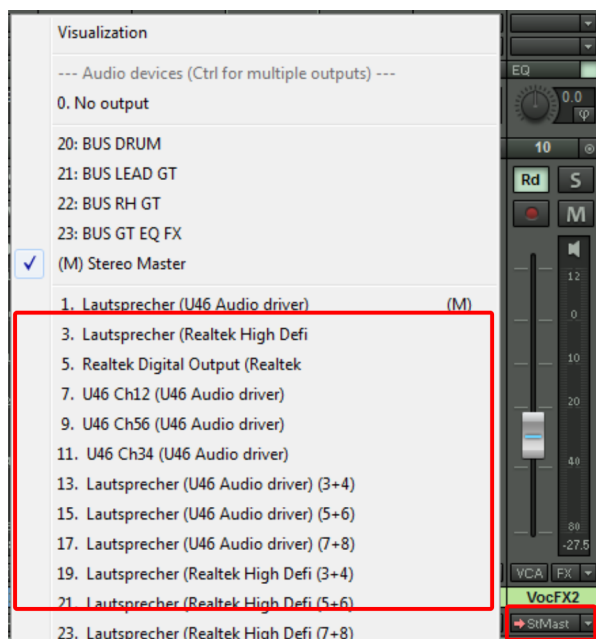 Visualization
--- Audio devices (Ctrl for multiple outputs) ---
0. No output
20: BUS DRUM
21: BUS LEAD GT
22: BUS RH GT
23: BUS GT EQ FX
(M) Stereo Master
1. Lautsprecher (U46 Audio driver) (M)
3. Lautsprecher (Realtek High Defi
5. Realtek Digital Output (Realtek
7. U46 Ch12 (U46 Audio driver)
9. U46 Ch56 (U46 Audio driver)
11. U46 Ch34 (U46 Audio driver)
13. Lautsprecher (U46 Audio driver) (3+4)
15. Lautsprecher (U46 Audio driver) (5+6)
17. Lautsprecher (U46 Audio driver) (7+8)
19. Lautsprecher (Realtek High Defi (3+4)
21. Lautsprecher (Realtek High Defi (5+6)
23. Lautsprecher (Realtek High Defi (7+8)
EQ
0.0
φ
10
Rd S
M
12
0
10
20
40
80
-27.5
VCA FX
VocFX2
StMast